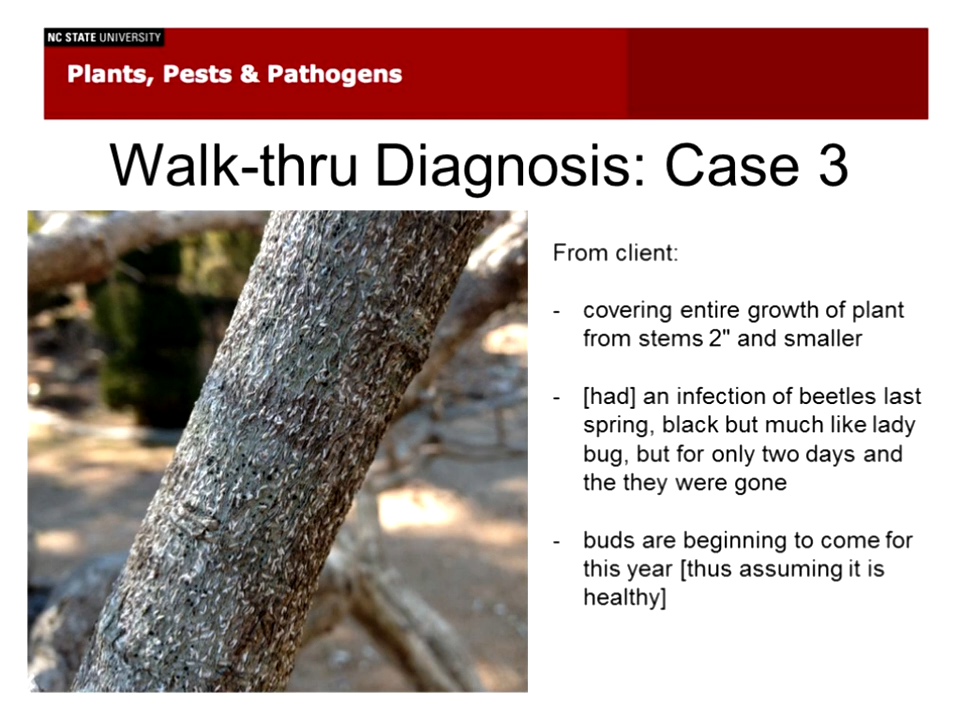 NC STATE UNIVERSITY
Plants, Pests & Pathogens
Walk-thru Diagnosis: Case 3
From client:
- covering entire growth of plant
from stems 2" and smaller
- [had] an infection of beetles last
spring, black but much like lady
bug, but for only two days and
the they were gone
- buds are beginning to come for
this year [thus assuming it is
healthy]